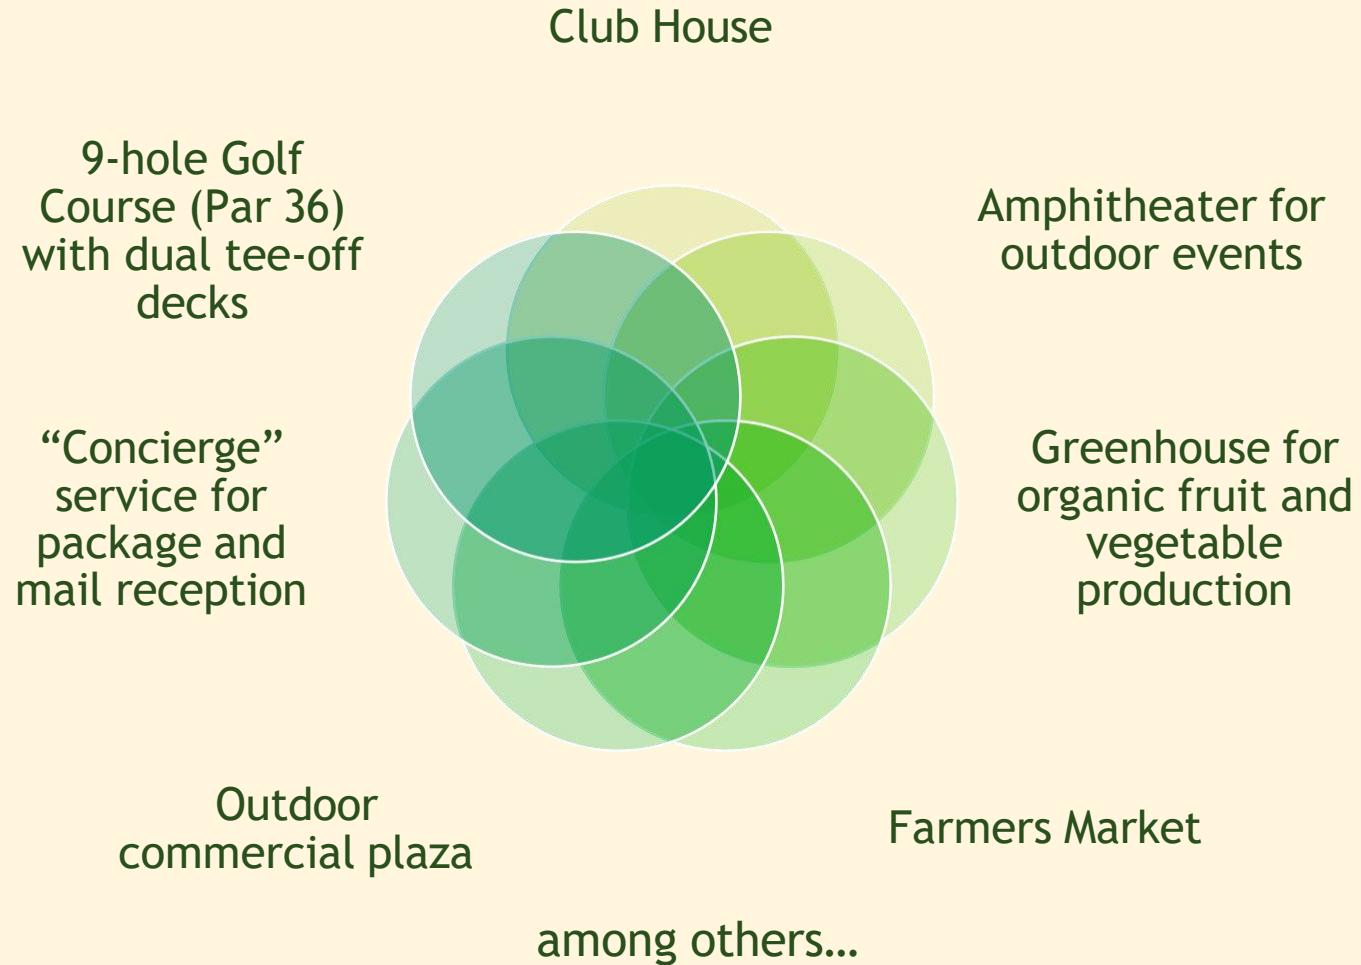 Club House
Amphitheater for
outdoor events
Greenhouse for
organic fruit and
vegetable
production
Farmers Market
Outdoor
commercial plaza
“Concierge”
service for
package and
mail reception
9-hole Golf
Course (Par 36)
with dual tee-off
decks
among others…